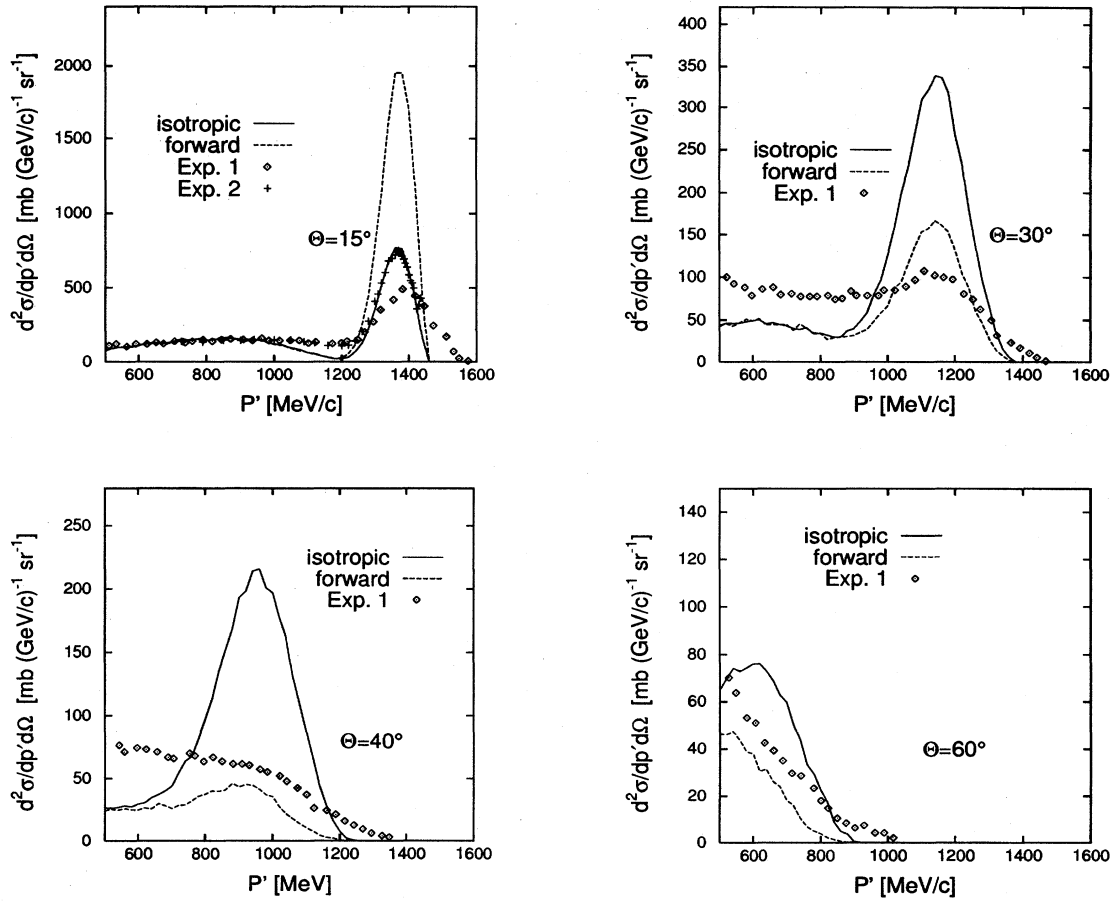 d²σ/dp'dΩ [mb (GeV/c)⁻¹ sr⁻¹]
2000
1500
1000
500
0
isotropic
forward
Exp. 1
Exp. 2
Θ=15°
600 800 1000 1200 1400 1600
P' [MeV/c]
d²σ/dp'dΩ [mb (GeV/c)⁻¹ sr⁻¹]
400
350
300
250
200
150
100
50
0
isotropic
forward
Exp. 1
Θ=30°
600 800 1000 1200 1400 1600
P' [MeV/c]
d²σ/dp'dΩ [mb (GeV/c)⁻¹ sr⁻¹]
250
200
150
100
50
0
isotropic
forward
Exp. 1
Θ=40°
600 800 1000 1200 1400 1600
P' [MeV]
d²σ/dp'dΩ [mb (GeV/c)⁻¹ sr⁻¹]
140
120
100
80
60
40
20
0
isotropic
forward
Exp. 1
Θ=60°
600 800 1000 1200 1400 1600
P' [MeV/c]